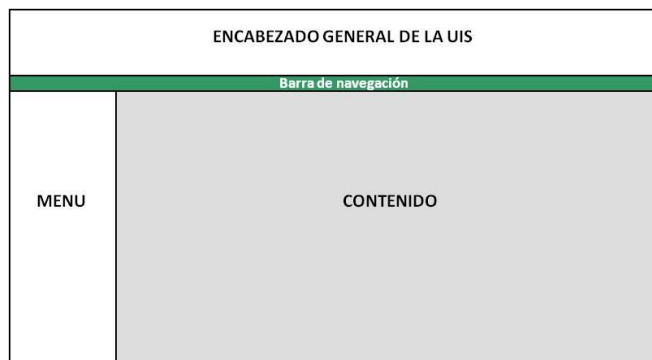 ENCABEZADO GENERAL DE LA UIS
Barra de navegación
MENU
CONTENIDO